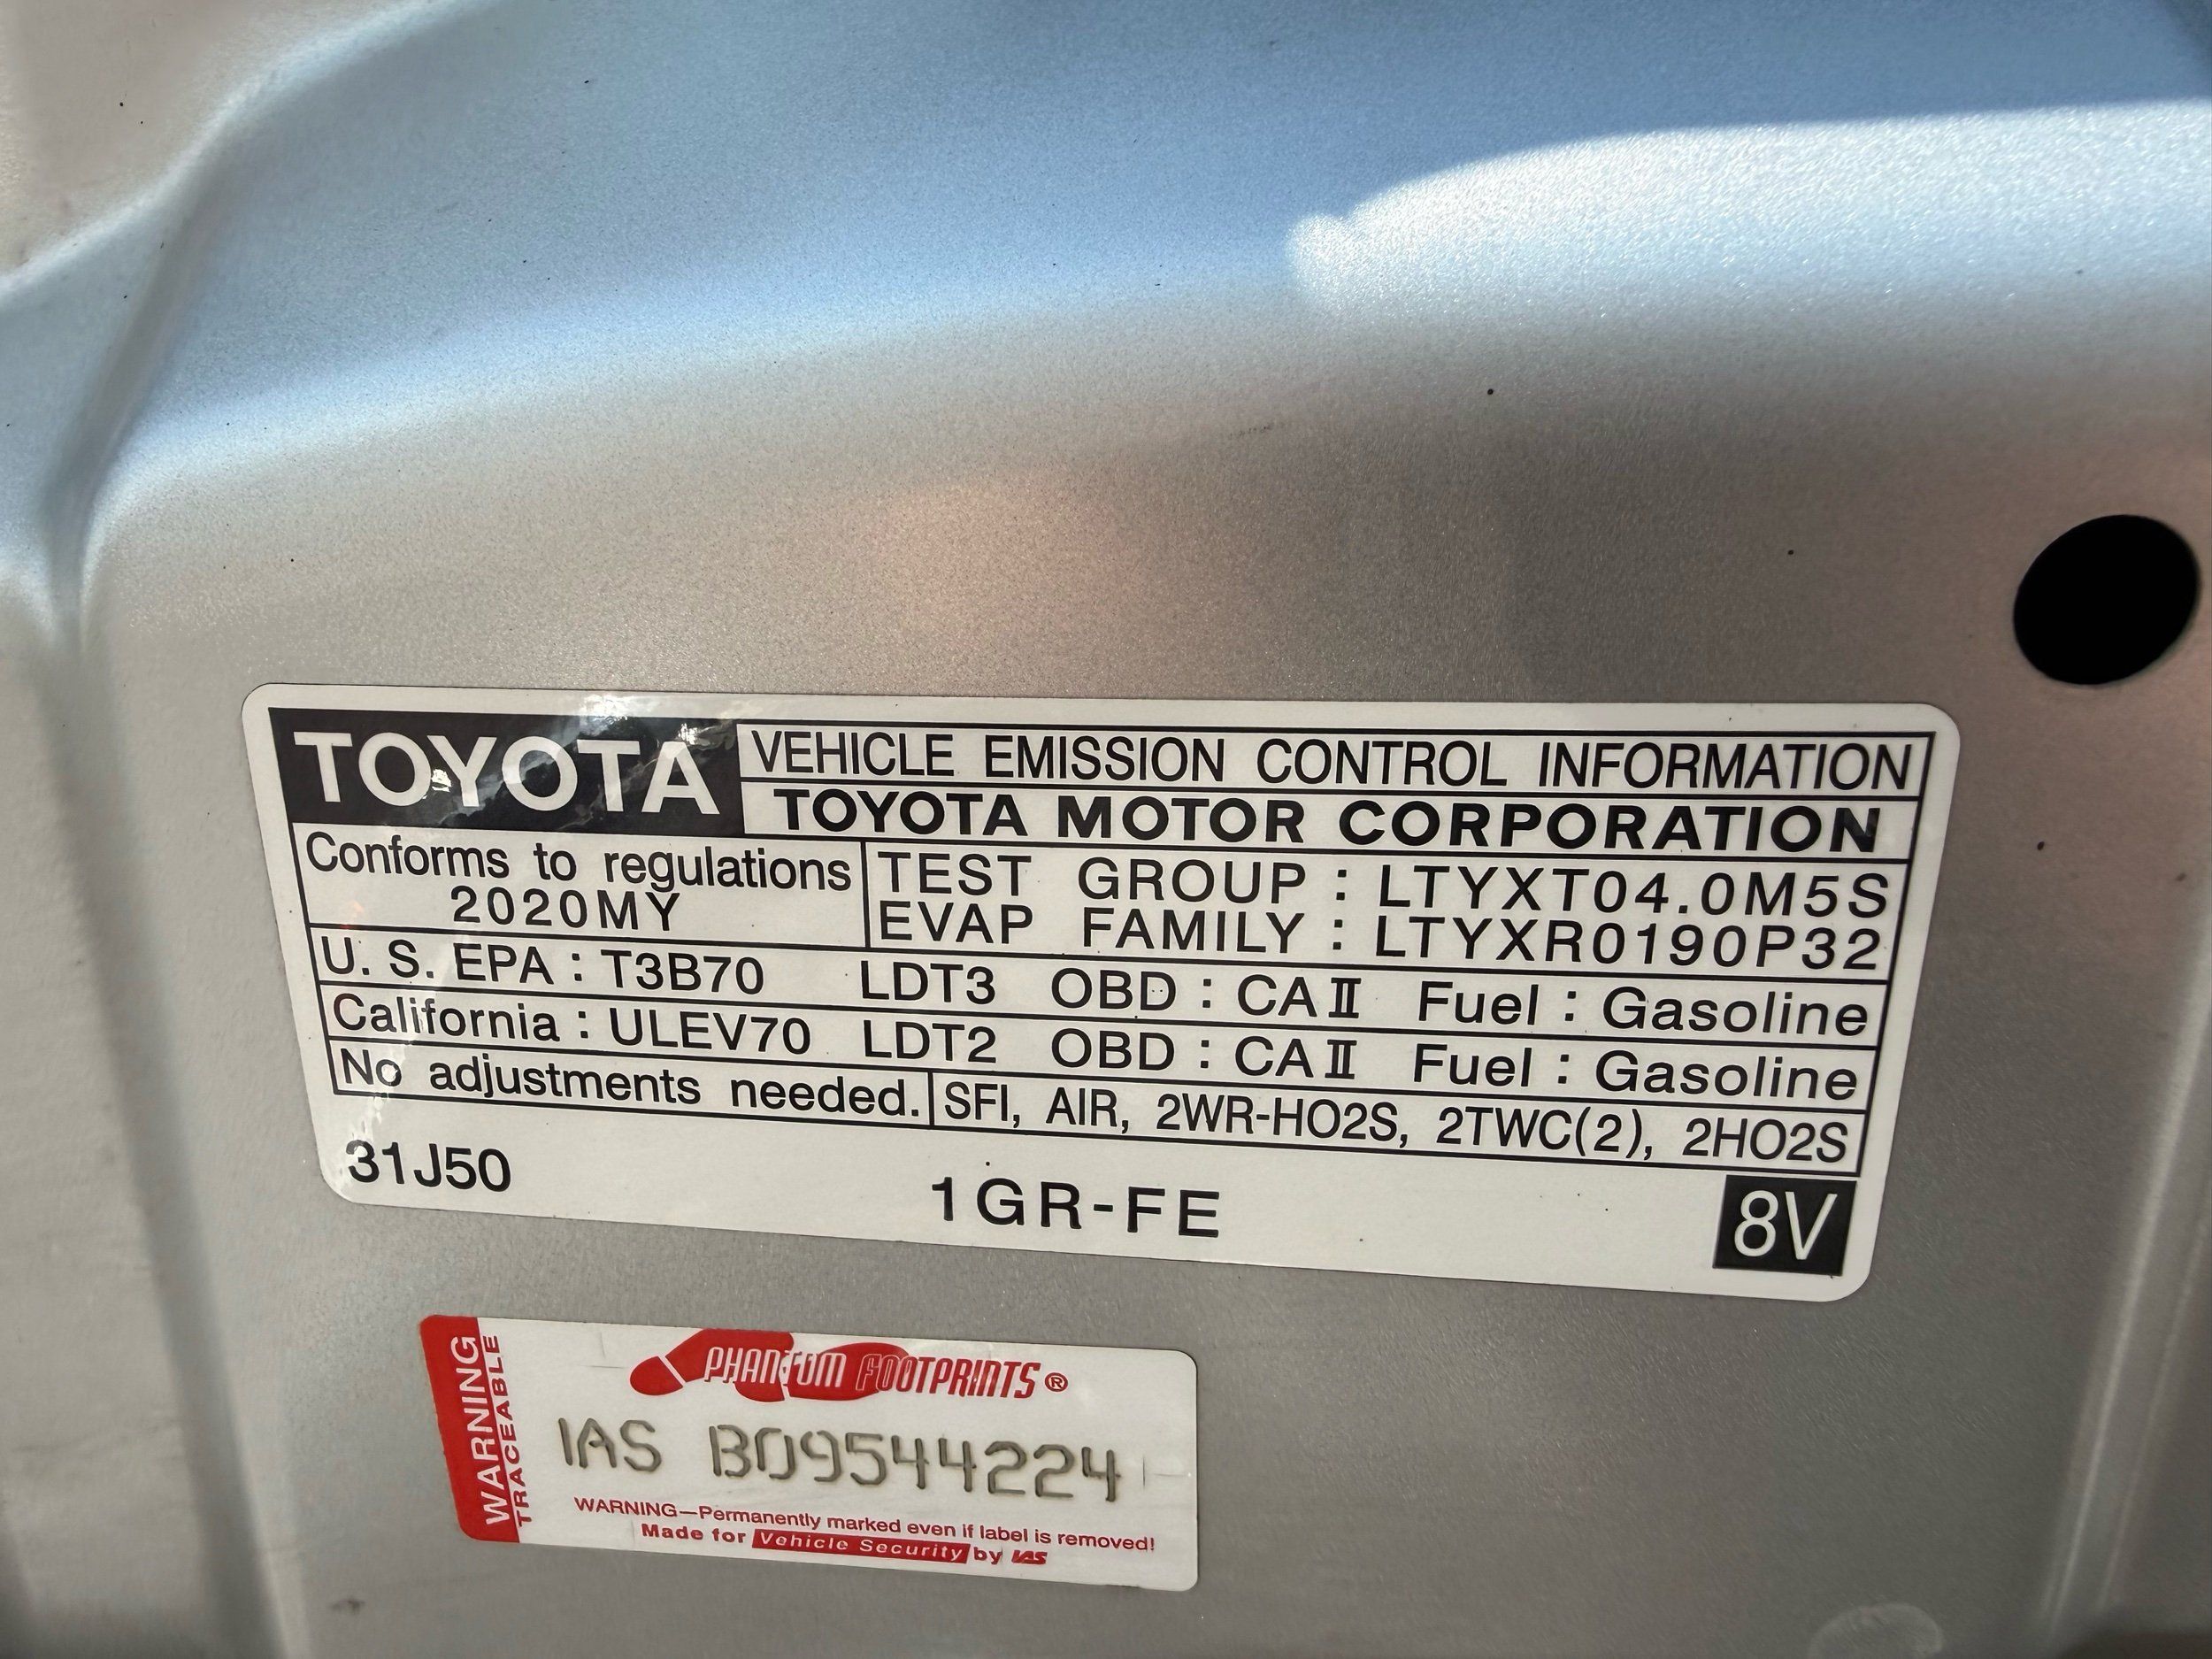 TOYOTA VEHICLE EMISSION CONTROL INFORMATION
TOYOTA MOTOR CORPORATION
Conforms to regulations
2020MY
TEST GROUP : LTYXT04.0M5S
EVAP FAMILY : LTYXR0190P32
U. S. EPA : T3B70 LDT3 OBD : CAⅡ Fuel : Gasoline
California : ULEV70 LDT2 OBD : CAⅡ Fuel : Gasoline
No adjustments needed. SFI, AIR, 2WR-HO2S, 2TWC(2), 2HO2S
31J50 1GR-FE 8V
WARNING
TRACEABLE
PHANTOM FOOTPRINTS®
IAS B09544224
WARNING—Permanently marked even if label is removed!
Made for Vehicle Security by IAS